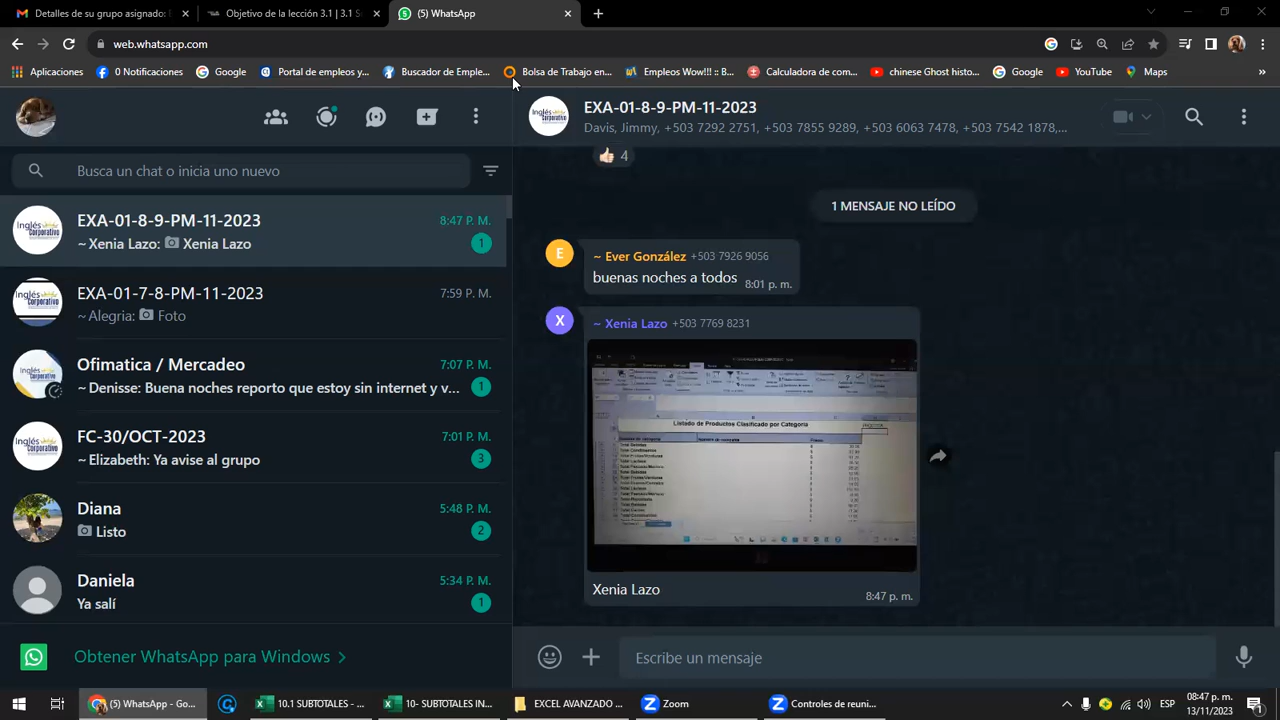 Detalles de su grupo asignado:
Objetivo de la lección 3.1 | 3.1 S
(5) WhatsApp
web.whatsapp.com
Aplicaciones
0 Notificaciones
Google
Portal de empleos y...
Buscador de Emple...
Bolsa de Trabajo en...
Empleos Wow!!! :: B...
Calculadora de com...
chinese Ghost histo...
Google
YouTube
Maps
»
EXA-01-8-9-PM-11-2023
Davis, Jimmy, +503 7292 2751, +503 7855 9289, +503 6063 7478, +503 7542 1878,...
Busca un chat o inicia uno nuevo
EXA-01-8-9-PM-11-2023
8:47 P. M.
~ Xenia Lazo: Xenia Lazo
1
EXA-01-7-8-PM-11-2023
7:59 P. M.
~ Alegria: Foto
Ofimatica / Mercadeo
7:07 P. M.
~ Denisse: Buena noches reporto que estoy sin internet y v...
1
FC-30/OCT-2023
7:01 P. M.
~ Elizabeth: Ya avise al grupo
3
Diana
5:48 P. M.
Listo
2
Daniela
5:34 P. M.
Ya salí
1
Obtener WhatsApp para Windows
4
1 MENSAJE NO LEÍDO
E
~ Ever González +503 7926 9056
buenas noches a todos
8:01 p. m.
X
~ Xenia Lazo +503 7769 8231
Listado de Productos Clasificado por Categoria
Xenia Lazo
8:47 p. m.
Escribe un mensaje
(5) WhatsApp - Go...
10.1 SUBTOTALES - ...
10- SUBTOTALES IN...
EXCEL AVANZADO ...
Zoom
Controles de reuni...
ESP
08:47 p. m.
13/11/2023